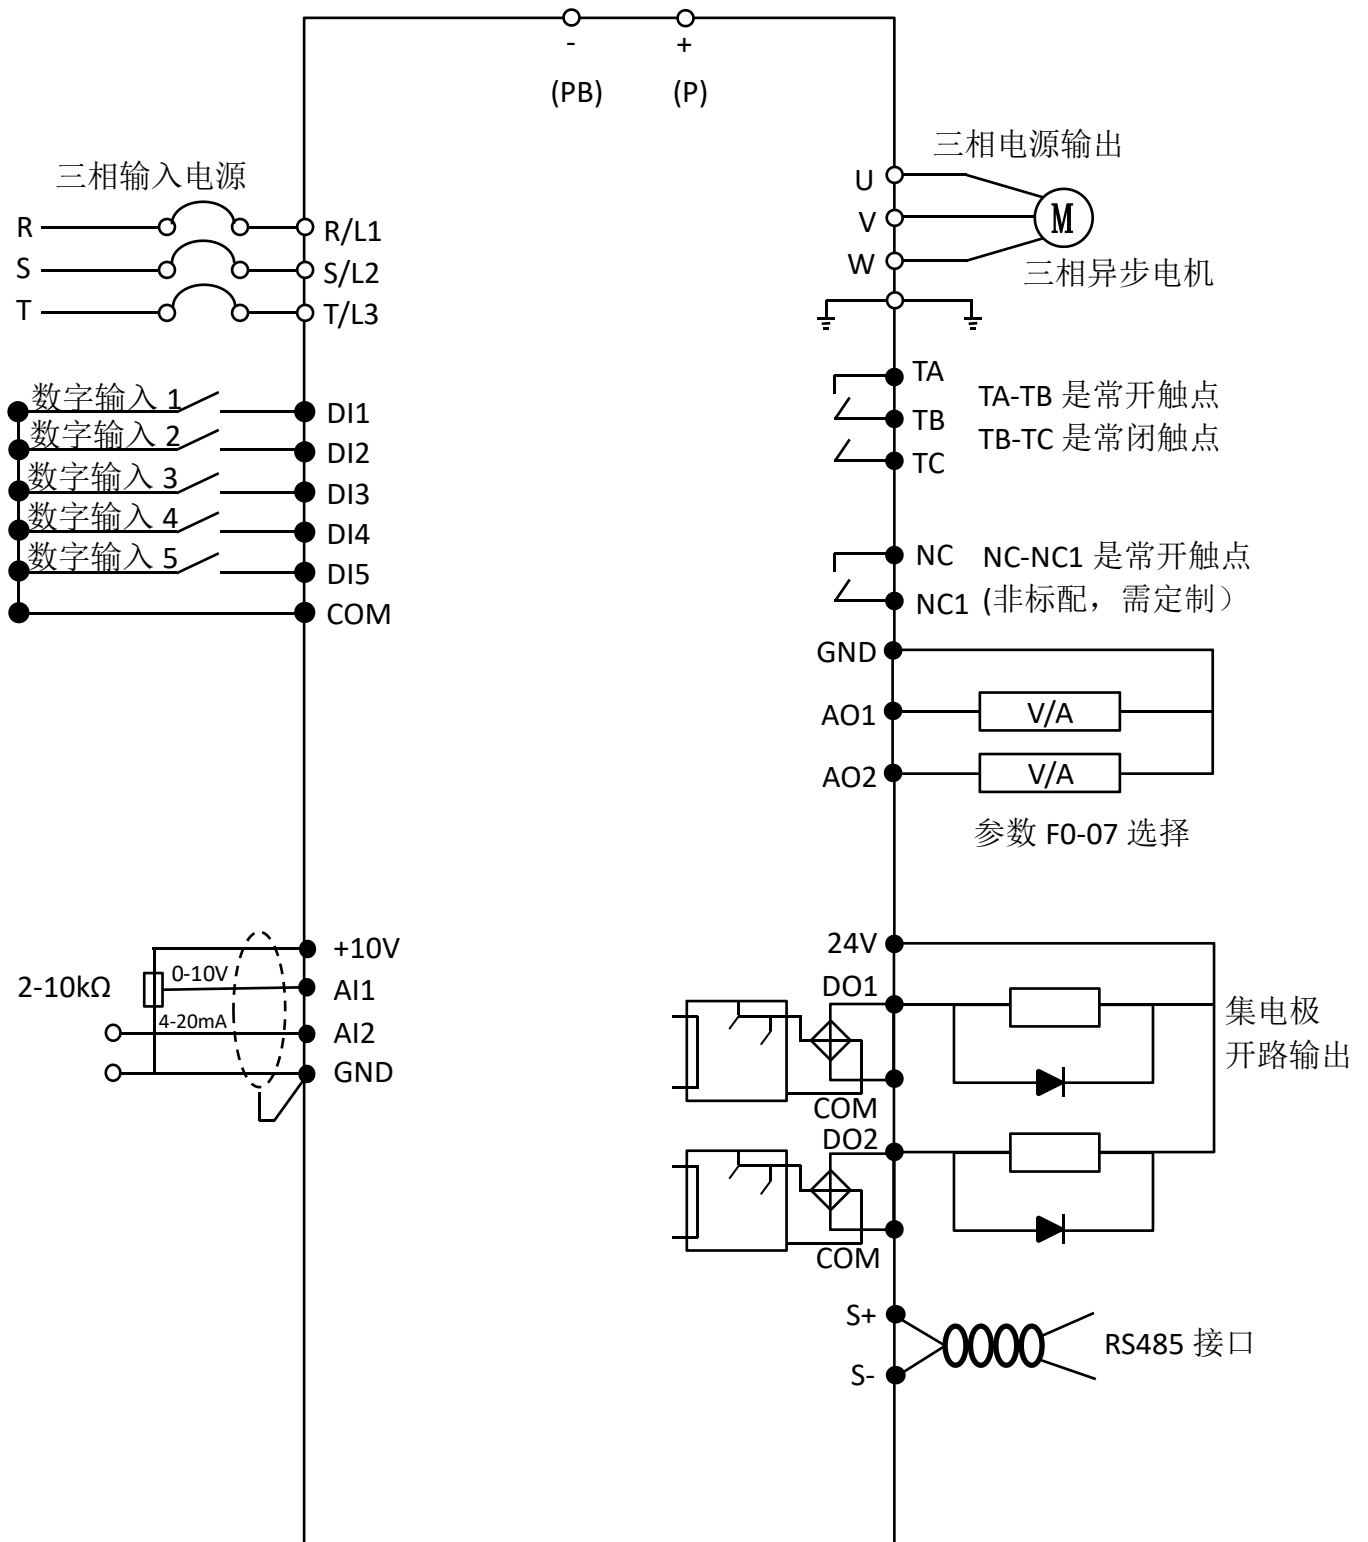 -
+
(PB)
(P)
三相输入电源
R
R/L1
S
S/L2
T
T/L3
数字输入 1
DI1
数字输入 2
DI2
数字输入 3
DI3
数字输入 4
DI4
数字输入 5
DI5
COM
+10V
2-10kΩ
0-10V
AI1
4-20mA
AI2
GND
三相电源输出
U
V
M
W
三相异步电机
TA
TA-TB 是常开触点
TB
TB-TC 是常闭触点
TC
NC
NC-NC1 是常开触点
NC1
(非标配，需定制）
GND
AO1
V/A
AO2
V/A
参数 F0-07 选择
24V
DO1
集电极
开路输出
COM
DO2
COM
S+
RS485 接口
S-